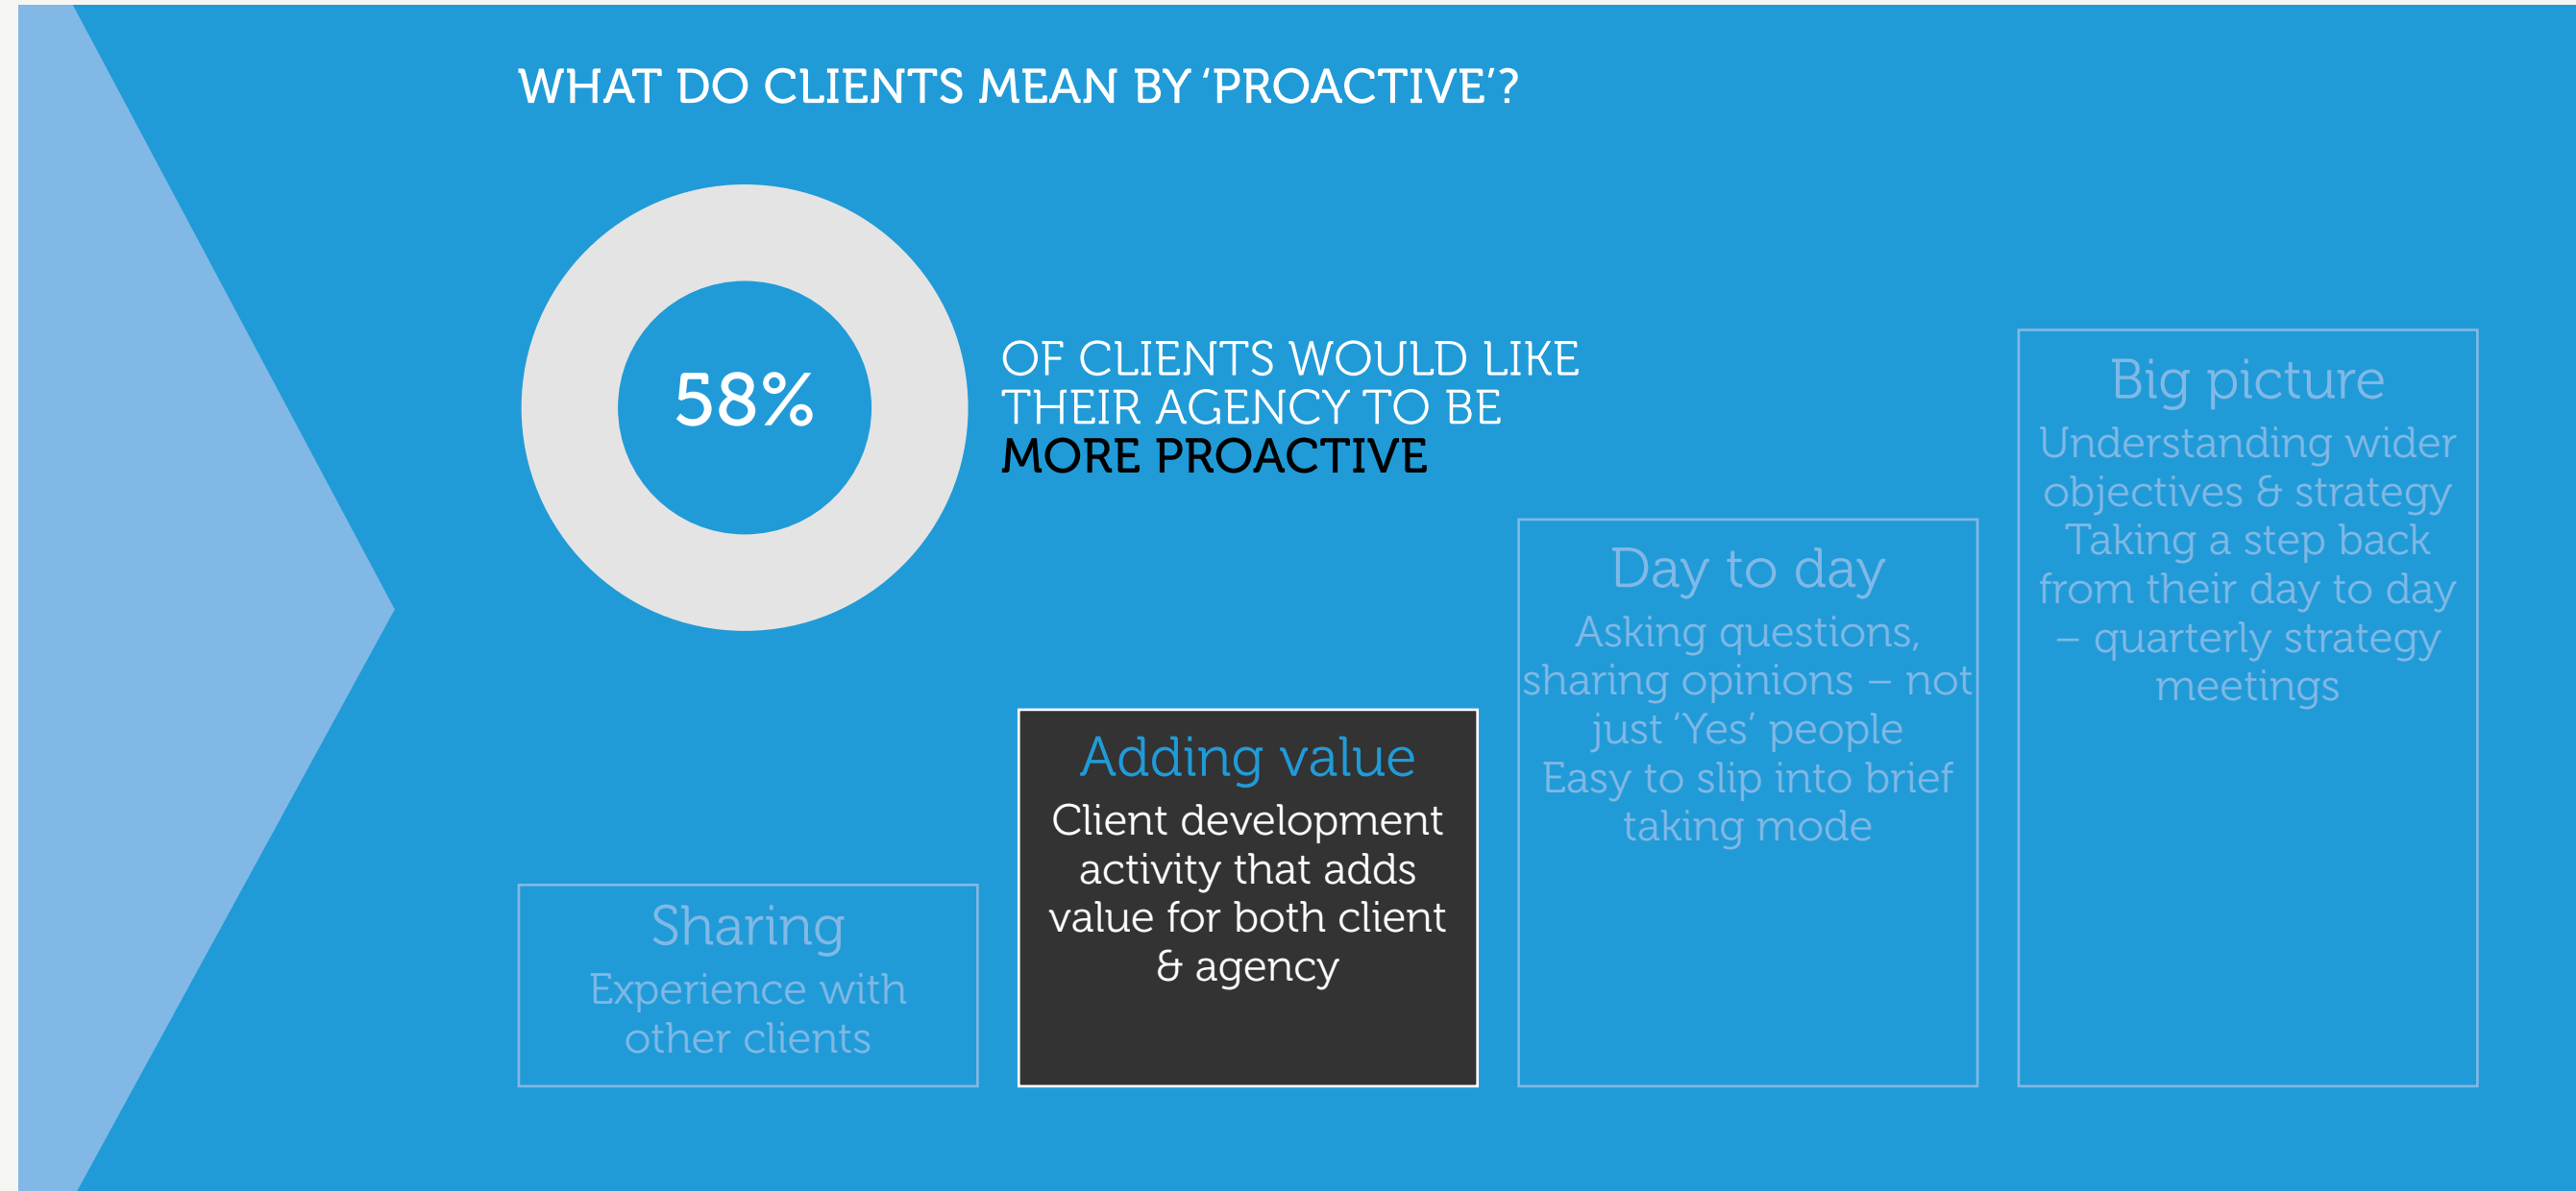 WHAT DO CLIENTS MEAN BY ‘PROACTIVE’?
58%
OF CLIENTS WOULD LIKE
THEIR AGENCY TO BE
MORE PROACTIVE
Sharing
Experience with
other clients
Adding value
Client development
activity that adds
value for both client
& agency
Day to day
Asking questions,
sharing opinions – not
just ‘Yes’ people
Easy to slip into brief
taking mode
Big picture
Understanding wider
objectives & strategy
Taking a step back
from their day to day
– quarterly strategy
meetings